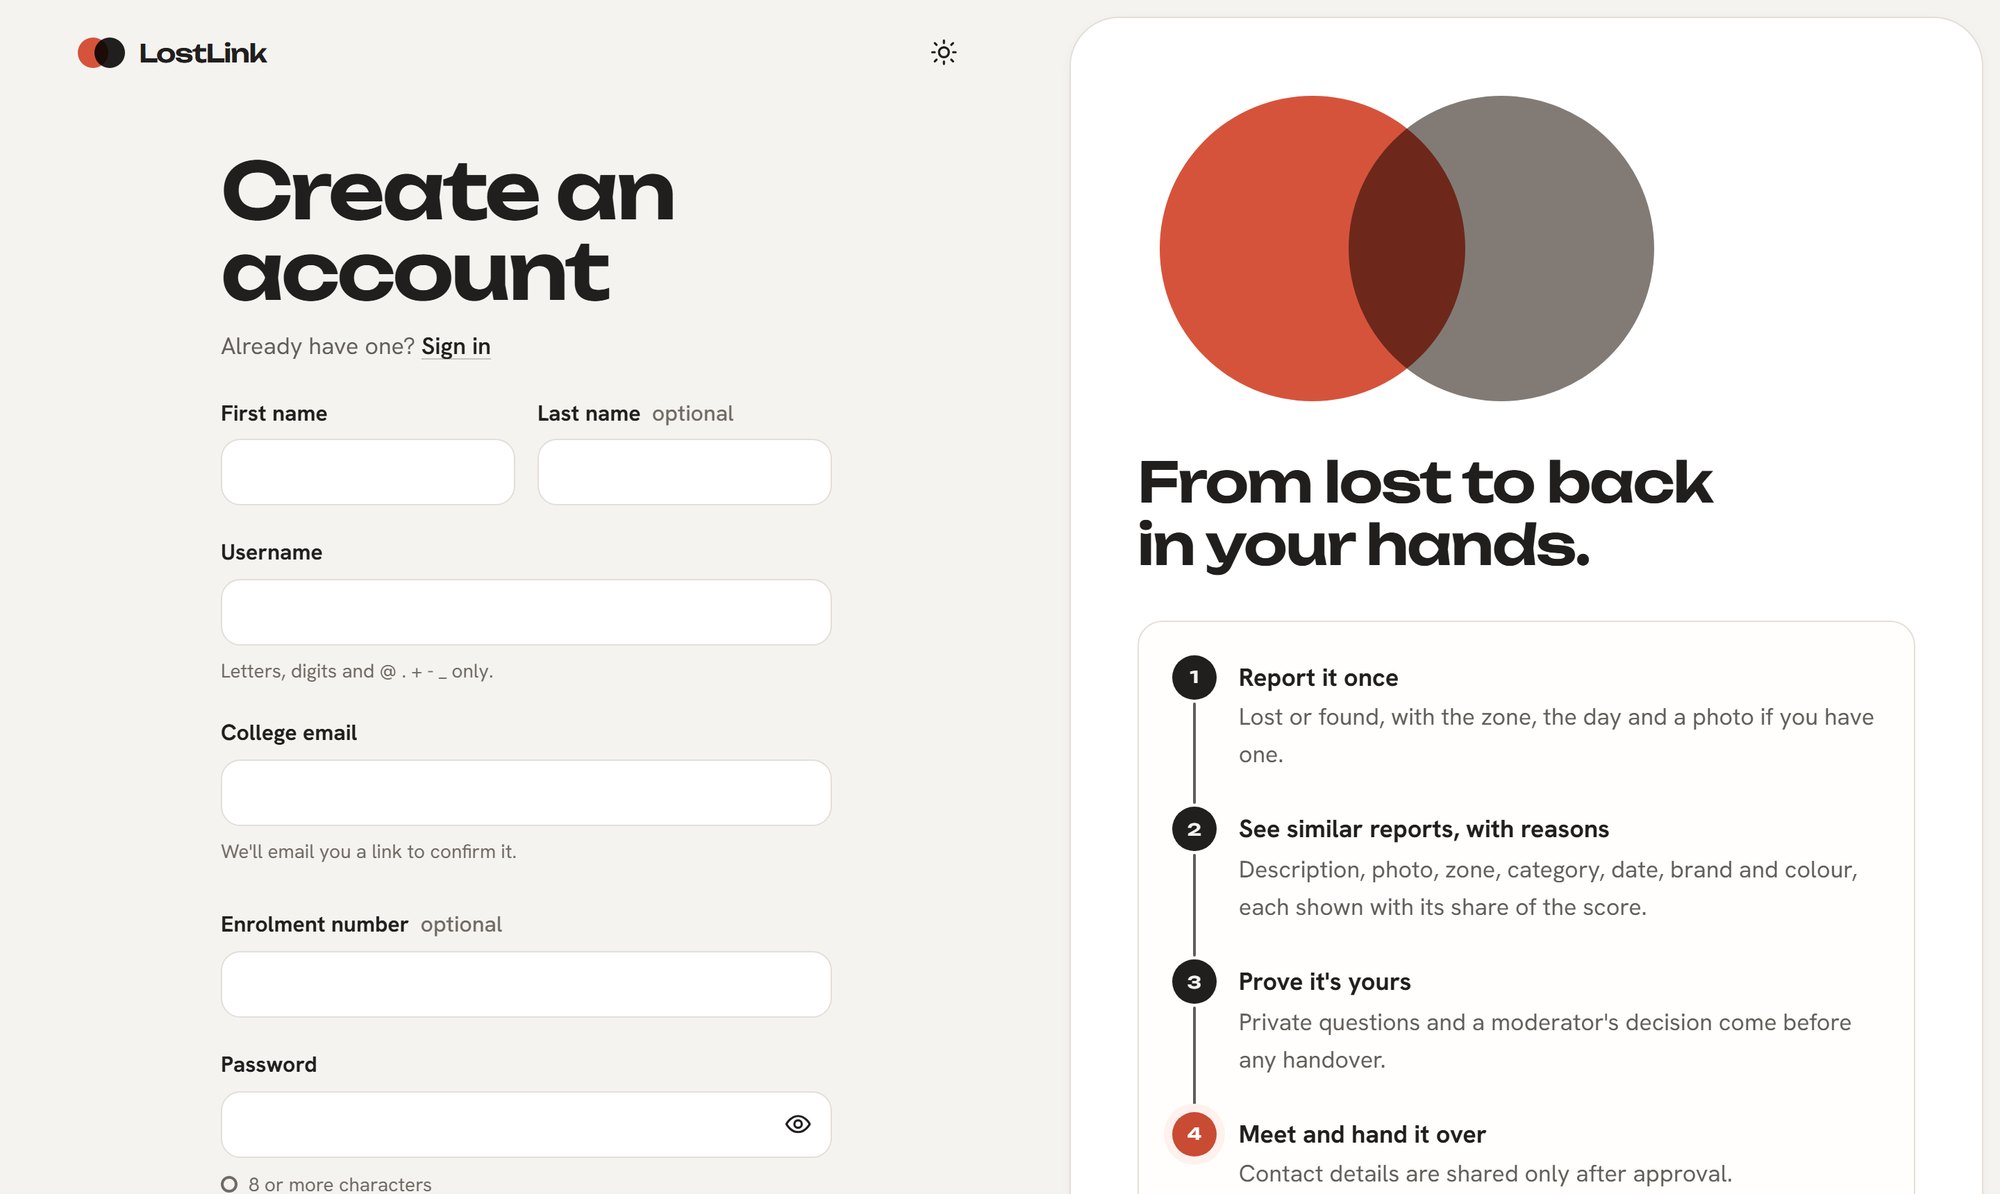 LostLink
Create an
account
Already have one? Sign in
First name
Last name optional
Username
Letters, digits and @ . + - _ only.
College email
We'll email you a link to confirm it.
Enrolment number optional
Password
8 or more characters
From lost to back
in your hands.
1 Report it once
Lost or found, with the zone, the day and a photo if you have
one.
2 See similar reports, with reasons
Description, photo, zone, category, date, brand and colour,
each shown with its share of the score.
3 Prove it's yours
Private questions and a moderator's decision come before
any handover.
4 Meet and hand it over
Contact details are shared only after approval.